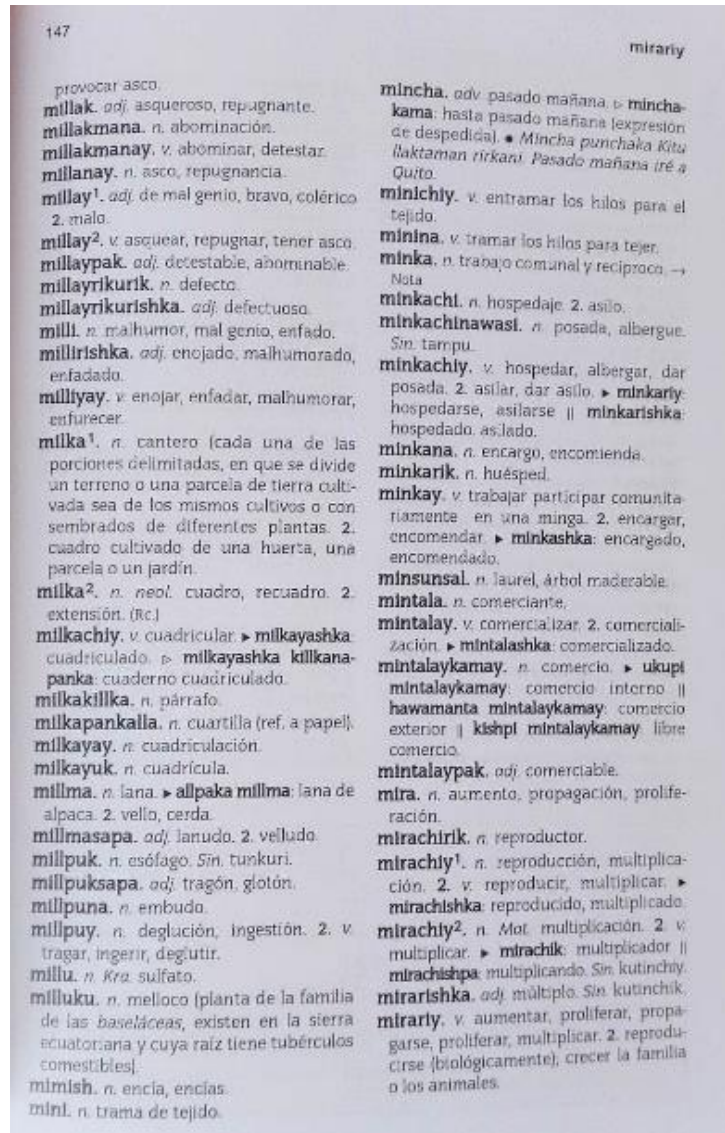 147
mirariy
provocar asco.
millak. adj. asqueroso, repugnante.
millakmana. n. abominación.
millakmanay. v. abominar, detestar.
millanay. n. asco, repugnancia.
millay¹. adj. de mal genio, bravo, colérico
2. malo.
millay². v. asquear, repugnar, tener asco.
millaypak. adj. detestable, abominable.
millayrikurik. n. defecto.
millayrikurishka. adj. defectuoso.
milli. n. malhumor, mal genio, enfado.
millirishka. adj. enojado, malhumorado,
enfadado.
milliyay. v. enojar, enfadar, malhumorar,
enfurecer.
milka¹. n. cantero (cada una de las
porciones delimitadas, en que se divide
un terreno o una parcela de tierra culti-
vada sea de los mismos cultivos o con
sembrados de diferentes plantas. 2.
cuadro cultivado de una huerta, una
parcela o un jardín.
milka². n. neol. cuadro, recuadro. 2.
extensión. (Rc.)
milkachiy. v. cuadricular. ▸ milkayashka:
cuadriculado. ▹ milkayashka killkana-
panka: cuaderno cuadriculado.
milkakillka. n. párrafo.
milkapankalla. n. cuartilla (ref. a papel).
milkayay. n. cuadriculación.
milkayuk. n. cuadrícula.
millma. n. lana. ▸ allpaka millma: lana de
alpaca. 2. vello, cerda.
millmasapa. adj. lanudo. 2. velludo.
millpuk. n. esófago. Sin. tunkuri.
millpuksapa. adj. tragón, glotón.
millpuna. n. embudo.
millpuy. n. deglución, ingestión. 2. v.
tragar, ingerir, deglutir.
millu. n. Kra. sulfato.
milluku. n. melloco (planta de la familia
de las baseláceas, existen en la sierra
ecuatoriana y cuya raíz tiene tubérculos
comestibles).
mimish. n. encía, encías.
mini. n. trama de tejido.
mincha. adv. pasado mañana. ▹ mincha-
kama: hasta pasado mañana (expresión
de despedida). ● Mincha punchaka Kitu
llaktaman rirkani. Pasado mañana iré a
Quito.
minichiy. v. entramar los hilos para el
tejido.
minina. v. tramar los hilos para tejer.
minka. n. trabajo comunal y recíproco. →
Nota
minkachi. n. hospedaje. 2. asilo.
minkachinawasi. n. posada, albergue.
Sin. tampu.
minkachiy. v. hospedar, albergar, dar
posada. 2. asilar, dar asilo. ▸ minkariy:
hospedarse, asilarse || minkarishka:
hospedado. asilado.
minkana. n. encargo, encomienda.
minkarik. n. huésped.
minkay. v. trabajar participar comunita-
riamente en una minga. 2. encargar,
encomendar. ▸ minkashka: encargado,
encomendado.
minsunsal. n. laurel, árbol maderable.
mintala. n. comerciante.
mintalay. v. comercializar. 2. comerciali-
zación. ▸ mintalashka: comercializado.
mintalaykamay. n. comercio. ▸ ukupi
mintalaykamay: comercio interno ||
hawamanta mintalaykamay: comercio
exterior || kishpi mintalaykamay: libre
comercio.
mintalaypak. adj. comerciable.
mira. n. aumento, propagación, prolife-
ración.
mirachirik. n. reproductor.
mirachiy¹. n. reproducción, multiplica-
ción. 2. v. reproducir, multiplicar. ▸
mirachishka: reproducido, multiplicado.
mirachiy². n. Mat. multiplicación. 2. v.
multiplicar. ▸ mirachik: multiplicador ||
mirachishpa: multiplicando. Sin. kutinchiy.
mirarishka. adj. múltiplo. Sin. kutinchik.
mirariy. v. aumentar, proliferar, propa-
garse, proliferar, multiplicar. 2. reprodu-
cirse (biológicamente), crecer la familia
o los animales.